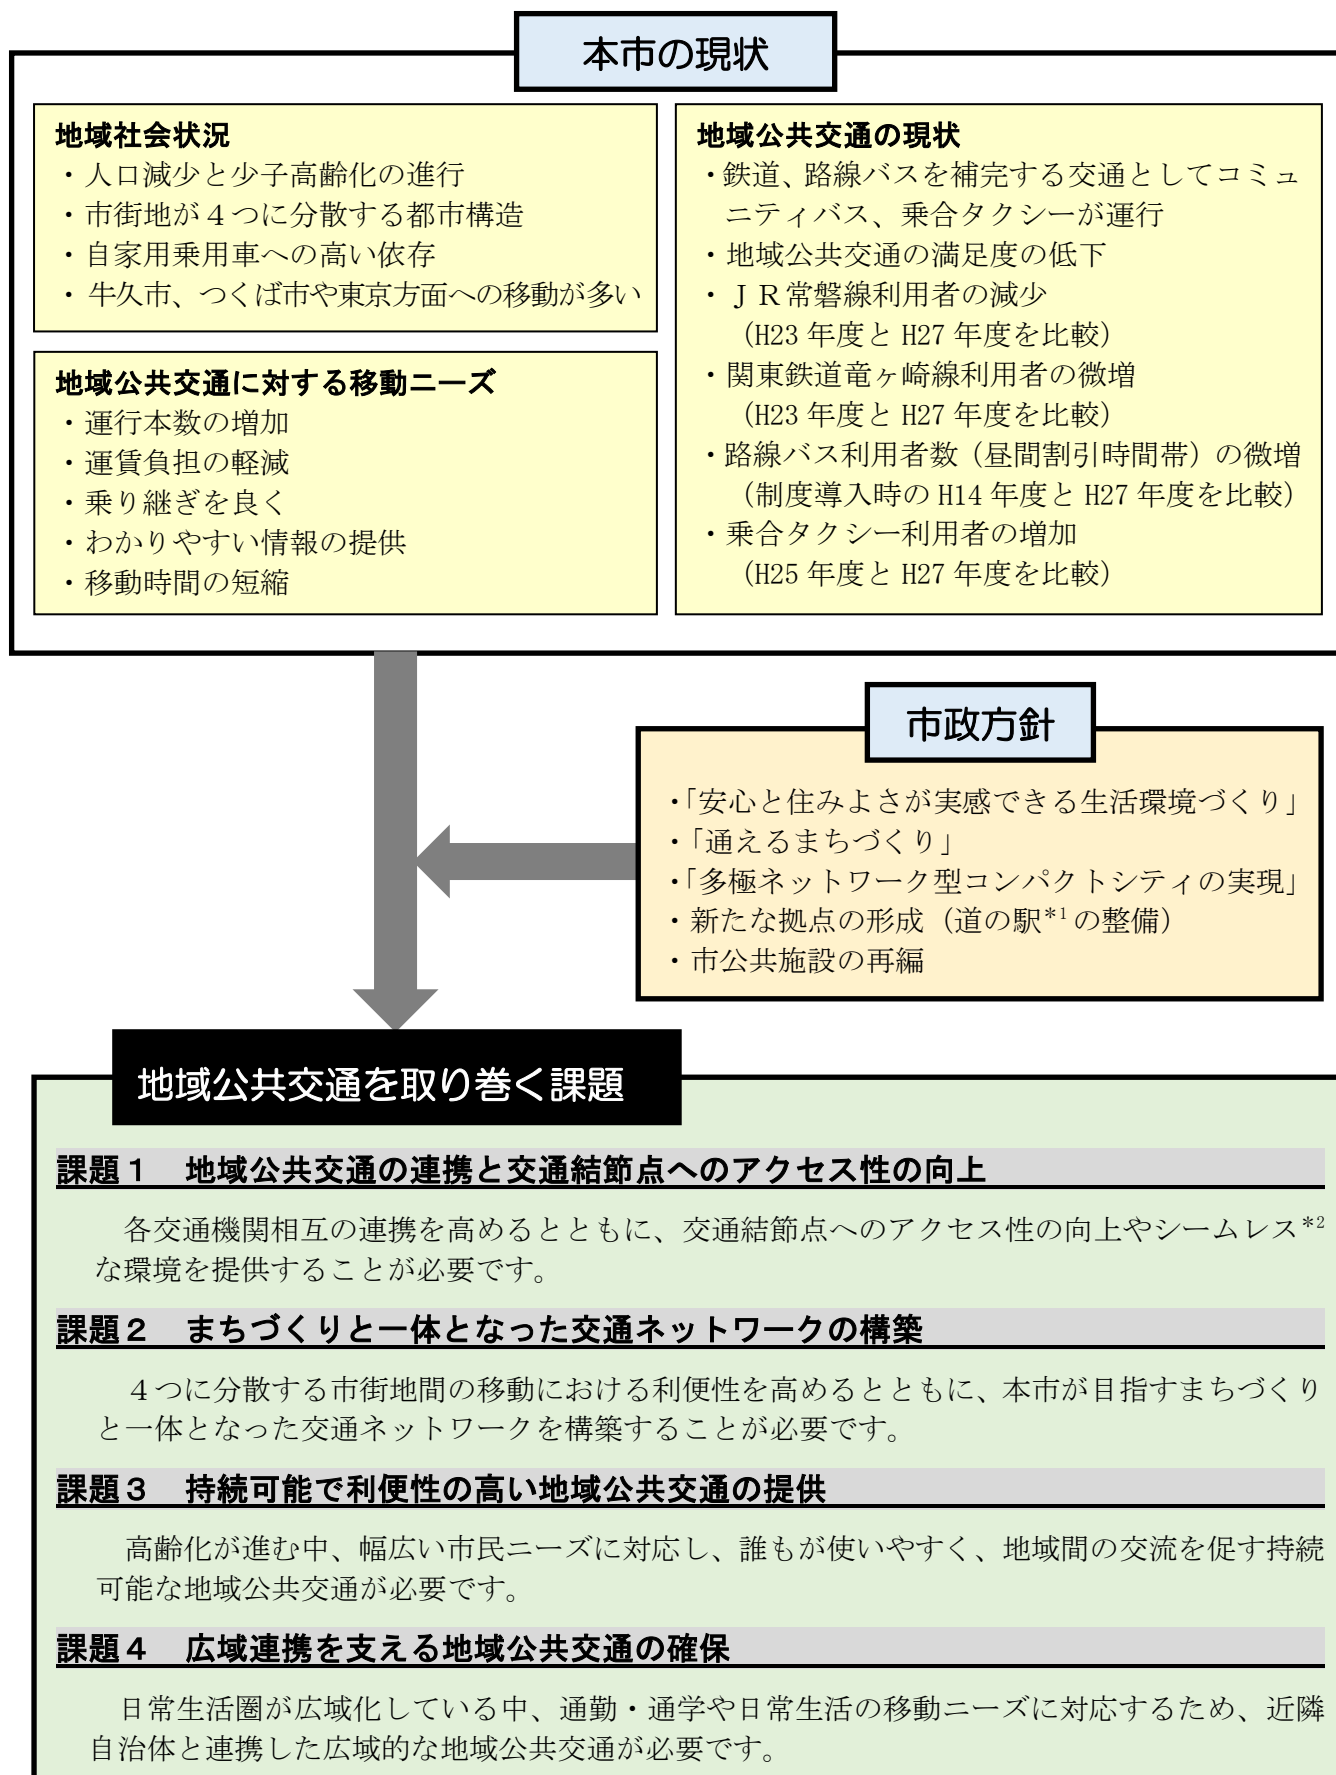 本市の現状
地域社会状況
・人口減少と少子高齢化の進行
・市街地が４つに分散する都市構造
・自家用乗用車への高い依存
・牛久市、つくば市や東京方面への移動が多い
地域公共交通に対する移動ニーズ
・運行本数の増加
・運賃負担の軽減
・乗り継ぎを良く
・わかりやすい情報の提供
・移動時間の短縮
地域公共交通の現状
・鉄道、路線バスを補完する交通としてコミュ
ニティバス、乗合タクシーが運行
・地域公共交通の満足度の低下
・ＪＲ常磐線利用者の減少
（H23 年度と H27 年度を比較）
・関東鉄道竜ヶ崎線利用者の微増
（H23 年度と H27 年度を比較）
・路線バス利用者数（昼間割引時間帯）の微増
（制度導入時の H14 年度と H27 年度を比較）
・乗合タクシー利用者の増加
（H25 年度と H27 年度を比較）
市政方針
・「安心と住みよさが実感できる生活環境づくり」
・「通えるまちづくり」
・「多極ネットワーク型コンパクトシティの実現」
・新たな拠点の形成（道の駅*1の整備）
・市公共施設の再編
地域公共交通を取り巻く課題
課題１　地域公共交通の連携と交通結節点へのアクセス性の向上
各交通機関相互の連携を高めるとともに、交通結節点へのアクセス性の向上やシームレス*2
な環境を提供することが必要です。
課題２　まちづくりと一体となった交通ネットワークの構築
４つに分散する市街地間の移動における利便性を高めるとともに、本市が目指すまちづくり
と一体となった交通ネットワークを構築することが必要です。
課題３　持続可能で利便性の高い地域公共交通の提供
高齢化が進む中、幅広い市民ニーズに対応し、誰もが使いやすく、地域間の交流を促す持続
可能な地域公共交通が必要です。
課題４　広域連携を支える地域公共交通の確保
日常生活圏が広域化している中、通勤・通学や日常生活の移動ニーズに対応するため、近隣
自治体と連携した広域的な地域公共交通が必要です。